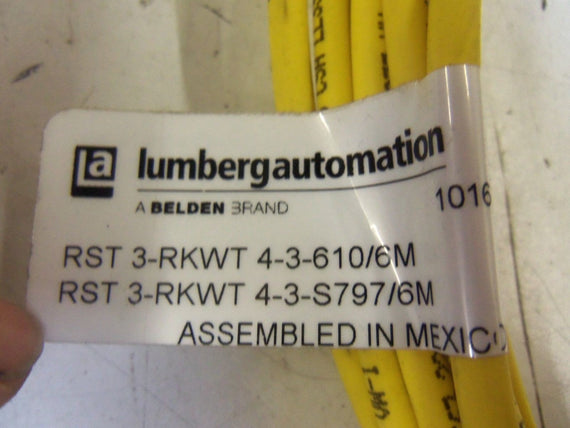 la lumbergautomation
A BELDEN BRAND
1016
RST 3-RKWT 4-3-610/6M
RST 3-RKWT 4-3-S797/6M
ASSEMBLED IN MEXICO